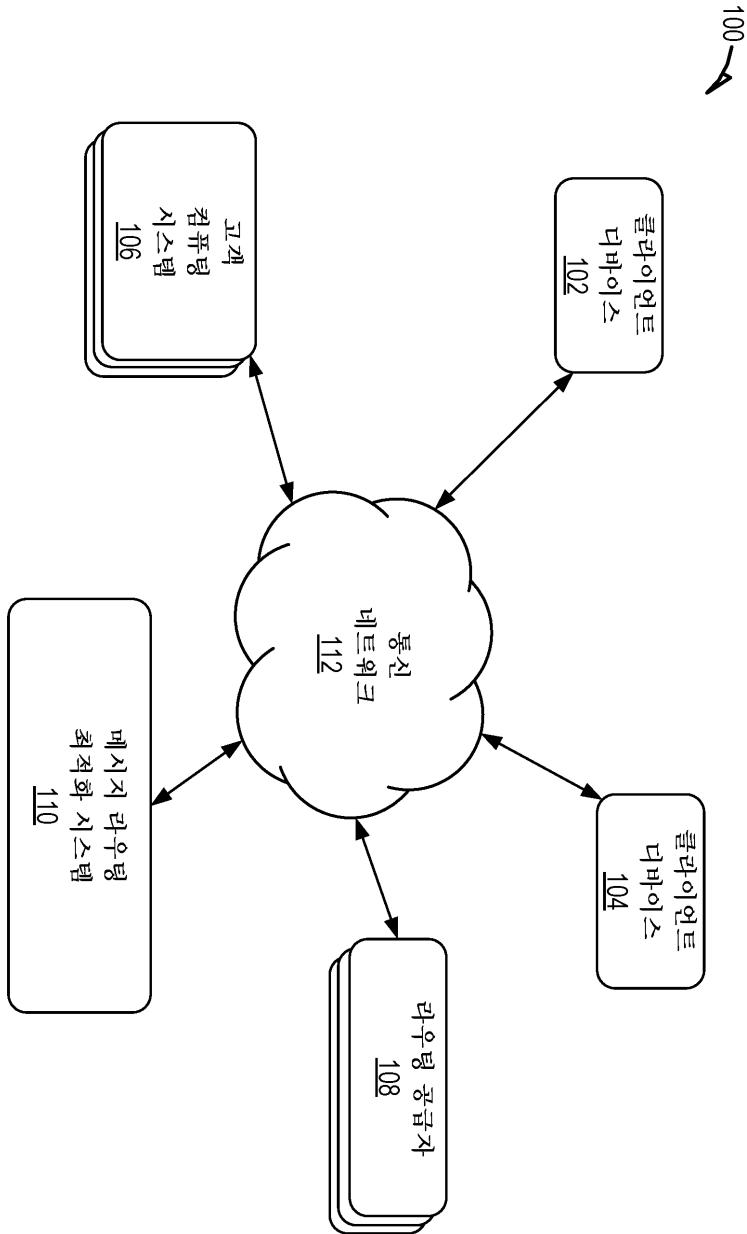 100
클라이언트
디바이스
102
클라이언트
디바이스
104
고객
컴퓨팅
시스템
106
통신
네트워크
112
라우팅 공급자
108
메시지 라우팅
최적화 시스템
110